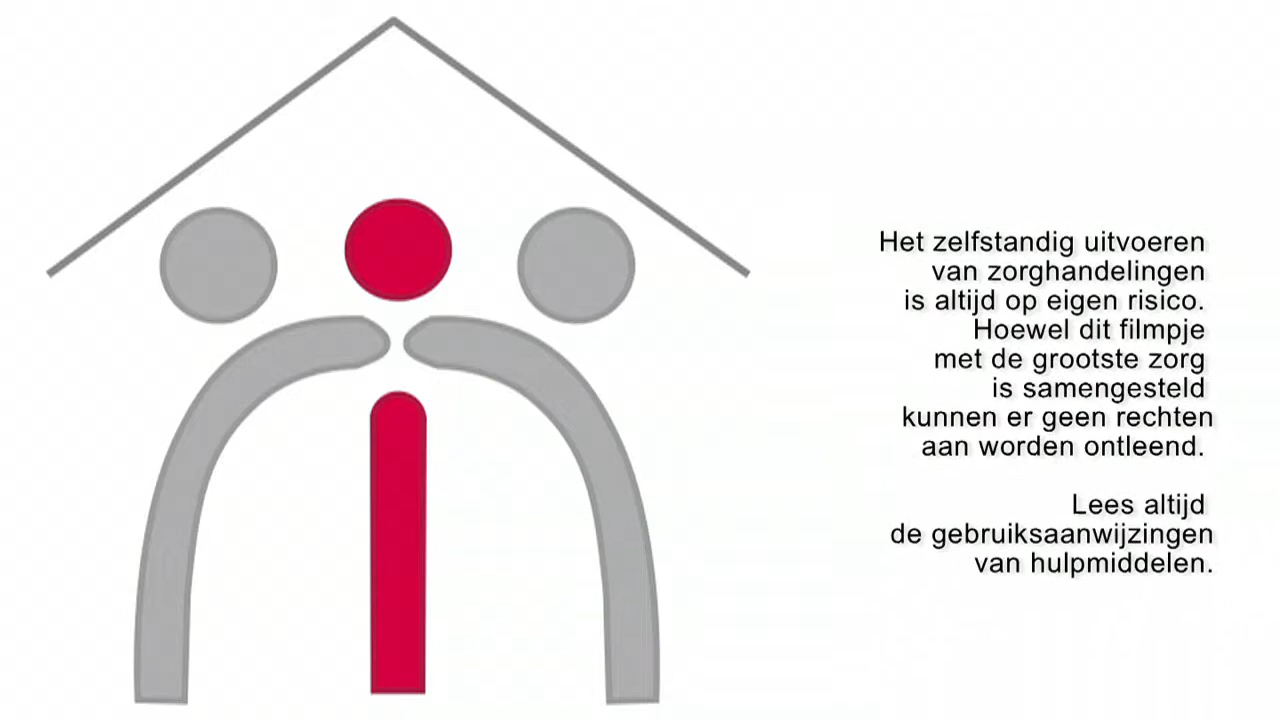 Het zelfstandig uitvoeren
van zorghandelingen
is altijd op eigen risico.
Hoewel dit filmpje
met de grootste zorg
is samengesteld
kunnen er geen rechten
aan worden ontleend.
Lees altijd
de gebruiksaanwijzingen
van hulpmiddelen.